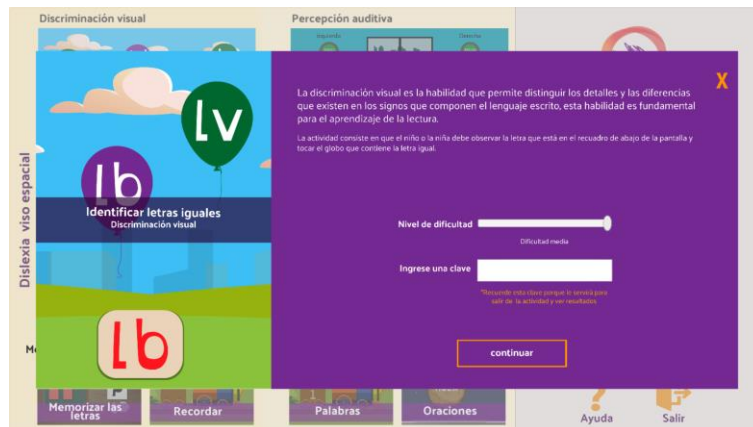 Discriminación visual
Percepción auditiva
Izquierda
Derecha
X
La discriminación visual es la habilidad que permite distinguir los detalles y las diferencias
que existen en los signos que componen el lenguaje escrito, esta habilidad es fundamental
para el aprendizaje de la lectura.
La actividad consiste en que el niño o la niña debe observar la letra que está en el recuadro de abajo de la pantalla y
tocar el globo que contiene la letra igual.
lv
lb
Identificar letras iguales
Discriminación visual
Dislexia viso espacial
Nivel de dificultad
Dificultad media
Ingrese una clave
*Recuerde esta clave porque le servirá para
salir de la actividad y ver resultados
lb
continuar
Memorizar las
letras
Recordar
Palabras
Oraciones
Ayuda
Salir